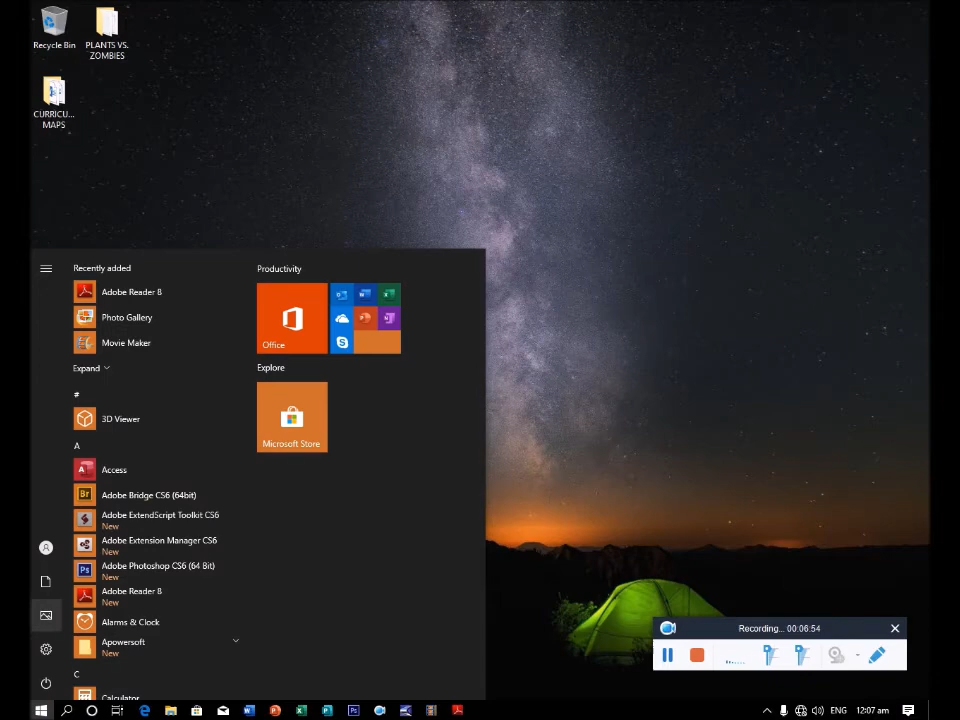 Recycle Bin
PLANTS VS.
ZOMBIES
CURRICU...
MAPS
Recently added
Adobe Reader 8
Photo Gallery
Movie Maker
Expand
#
3D Viewer
A
Access
Adobe Bridge CS6 (64bit)
Adobe ExtendScript Toolkit CS6
New
Adobe Extension Manager CS6
New
Adobe Photoshop CS6 (64 Bit)
New
Adobe Reader 8
New
Alarms & Clock
Apowersoft
New
C
Calculator
Productivity
Office
Explore
Microsoft Store
Recording... 00:06:54
ENG
12:07 am